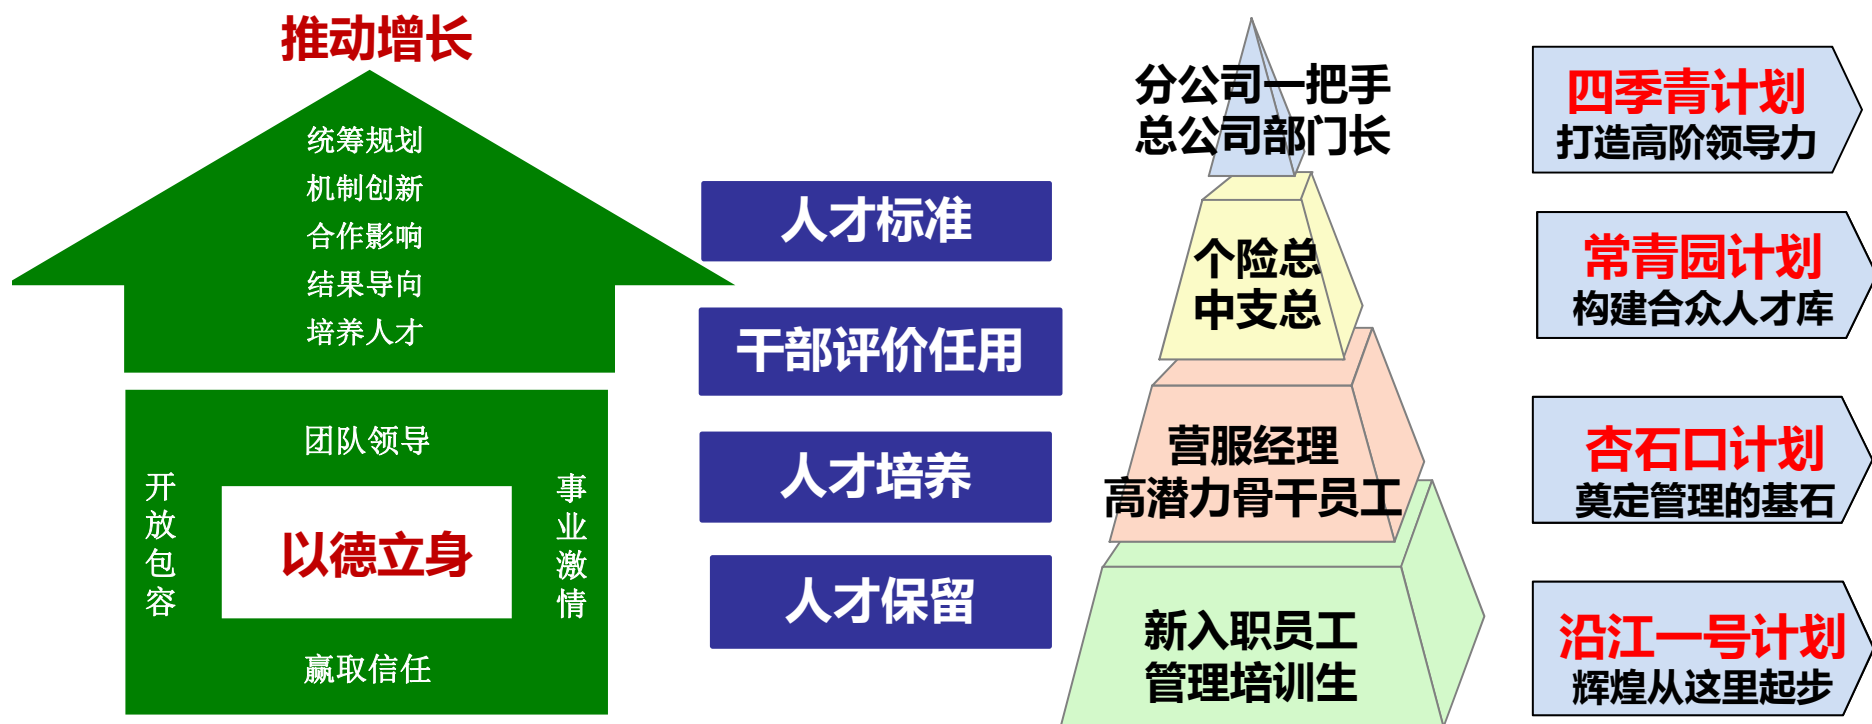 推动增长
统筹规划
机制创新
合作影响
结果导向
培养人才
团队领导
开放包容
以德立身
事业激情
赢取信任
人才标准
干部评价任用
人才培养
人才保留
分公司一把手
总公司部门长
个险总
中支总
营服经理
高潜力骨干员工
新入职员工
管理培训生
四季青计划
打造高阶领导力
常青园计划
构建合众人才库
杏石口计划
奠定管理的基石
沿江一号计划
辉煌从这里起步